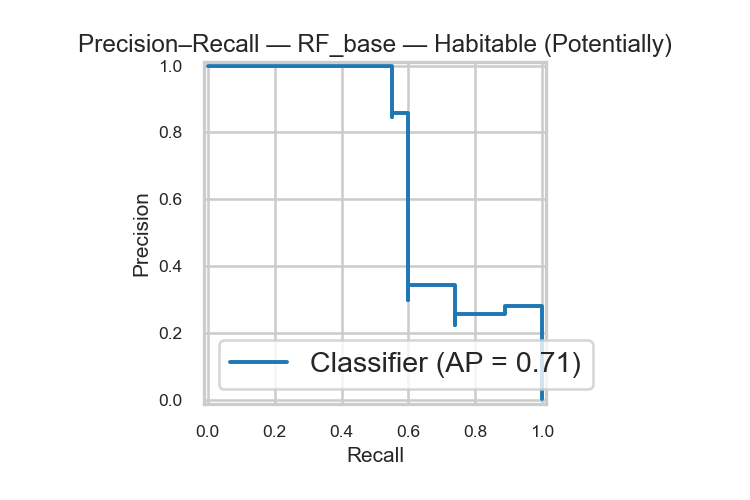 Precision–Recall — RF_base — Habitable (Potentially)
1.0
0.8
0.6
0.4
0.2
0.0
Precision
Classifier (AP = 0.71)
0.0 0.2 0.4 0.6 0.8 1.0
Recall